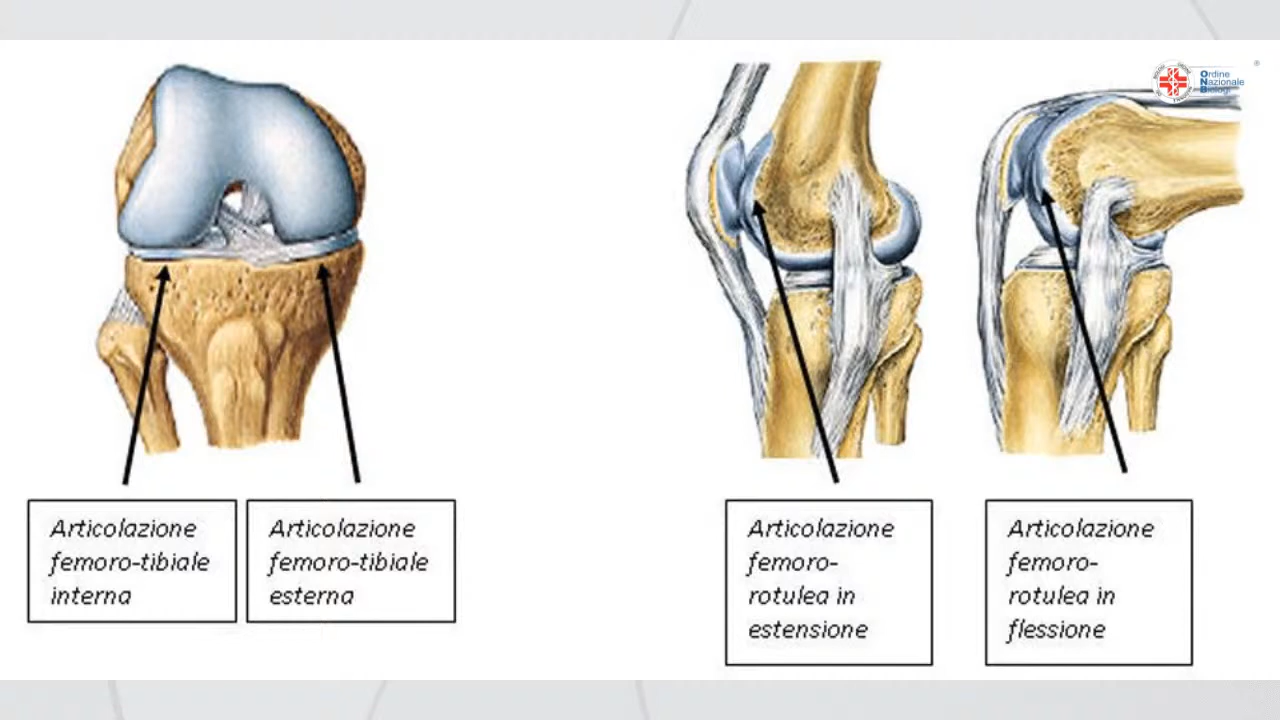 Ordine
Nazionale
Biologi
®
Articolazione
femoro-tibiale
interna
Articolazione
femoro-tibiale
esterna
Articolazione
femoro-
rotulea in
estensione
Articolazione
femoro-
rotulea in
flessione